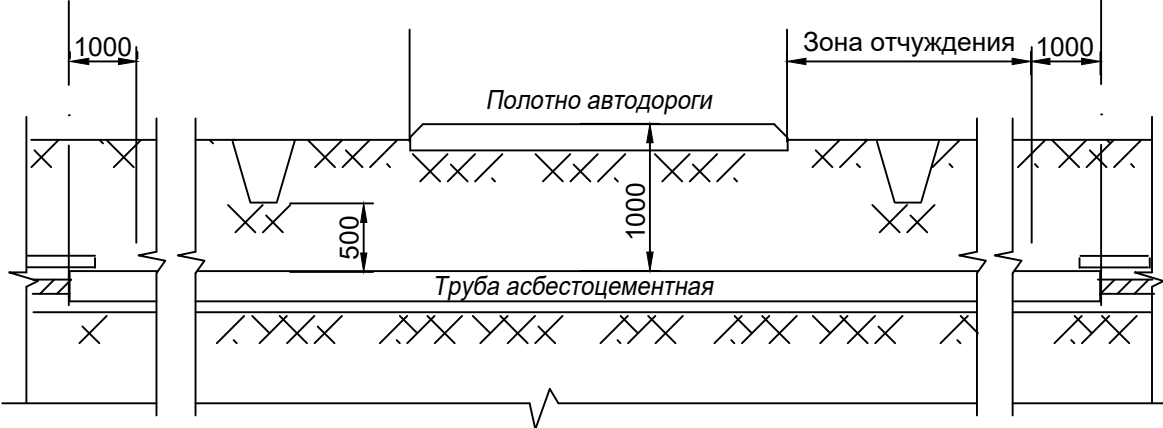 1000
Зона отчуждения
1000
Полотно автодороги
500
1000
Труба асбестоцементная